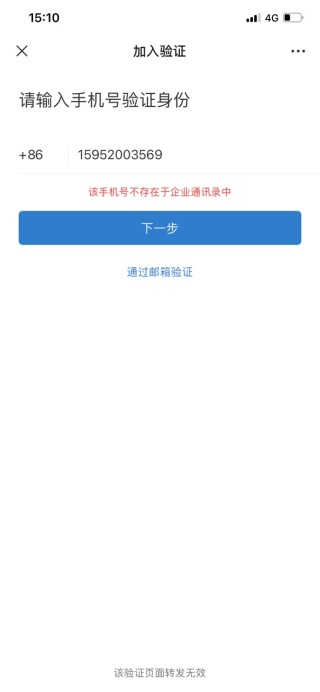 15:10
4G
加入验证
请输入手机号验证身份
+86 15952003569
该手机号不存在于企业通讯录中
下一步
通过邮箱验证
该验证页面转发无效